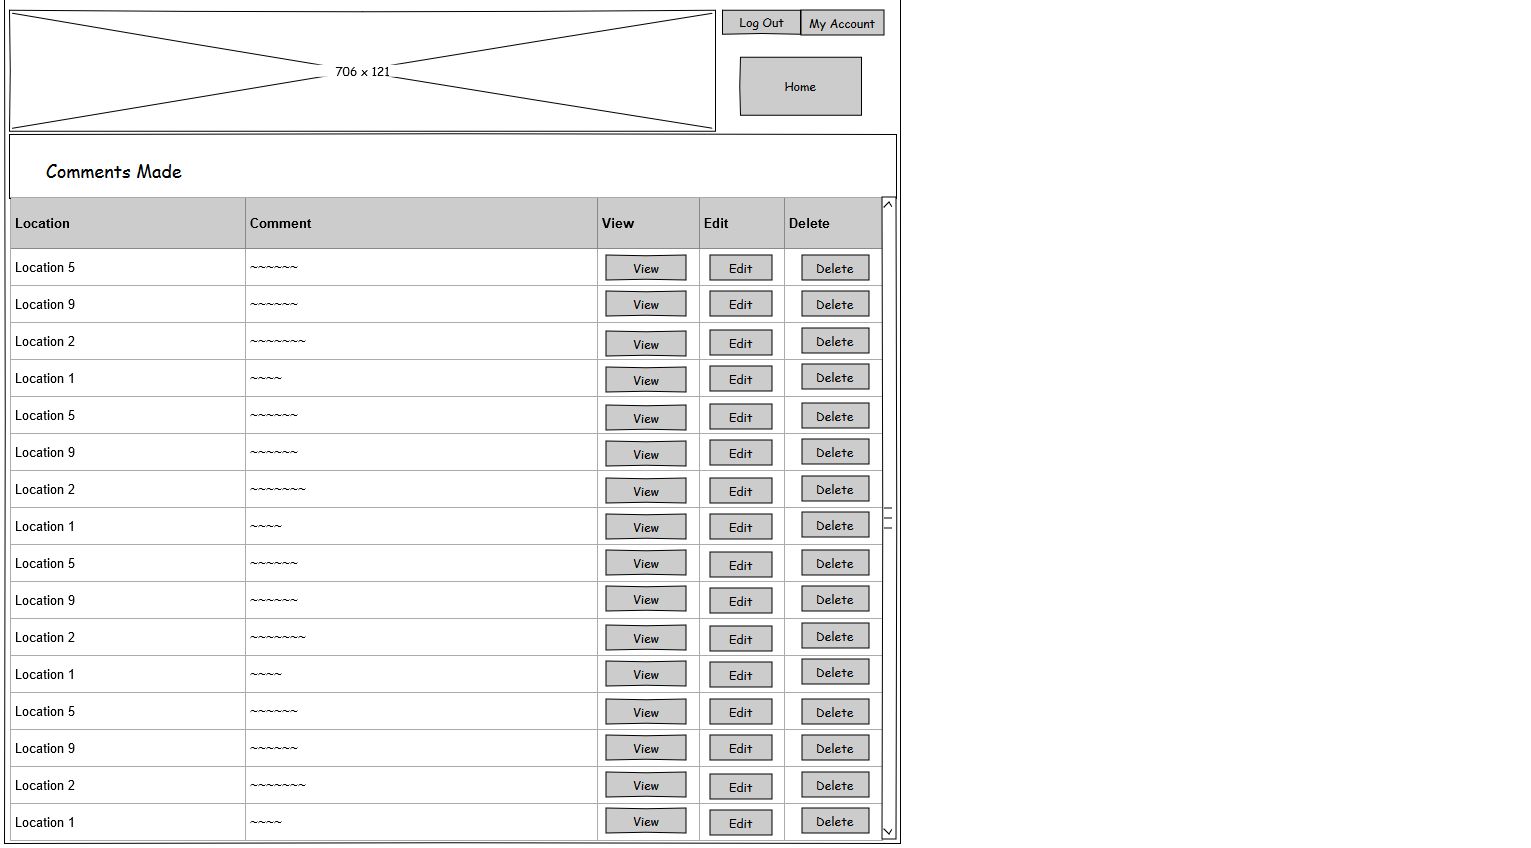 Log Out My Account
706 x 121
Home
Comments Made
Location Comment View Edit Delete
Location 5 ~~~~~~ View Edit Delete
Location 9 ~~~~~~ View Edit Delete
Location 2 ~~~~~~~ View Edit Delete
Location 1 ~~~~ View Edit Delete
Location 5 ~~~~~~ View Edit Delete
Location 9 ~~~~~~ View Edit Delete
Location 2 ~~~~~~~ View Edit Delete
Location 1 ~~~~ View Edit Delete
Location 5 ~~~~~~ View Edit Delete
Location 9 ~~~~~~ View Edit Delete
Location 2 ~~~~~~~ View Edit Delete
Location 1 ~~~~ View Edit Delete
Location 5 ~~~~~~ View Edit Delete
Location 9 ~~~~~~ View Edit Delete
Location 2 ~~~~~~~ View Edit Delete
Location 1 ~~~~ View Edit Delete